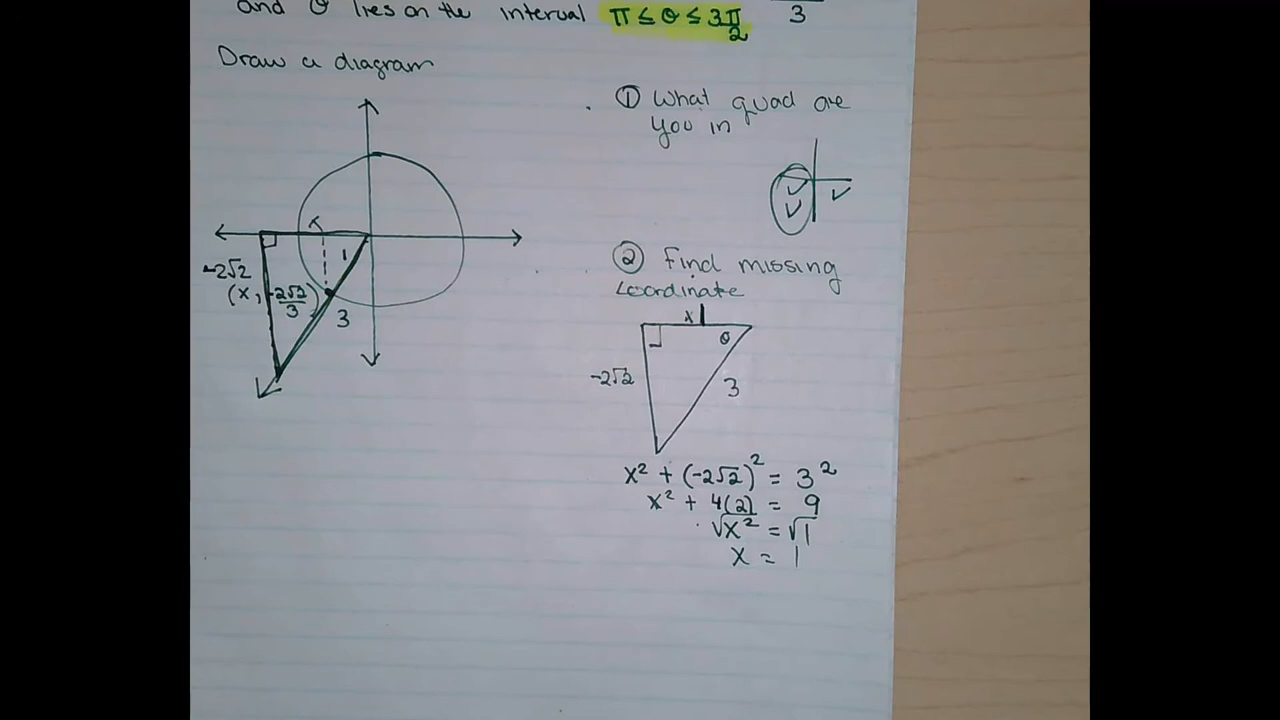 and θ lies on the interval π ≤ θ ≤ 3π/2
3
Draw a diagram
① What quad are
you in
x
1
-2√2
(x, -2√2/3)
3
② Find missing
coordinate
x
θ
-2√2
3
x² + (-2√2)² = 3²
x² + 4(2) = 9
√x² = √1
x = 1